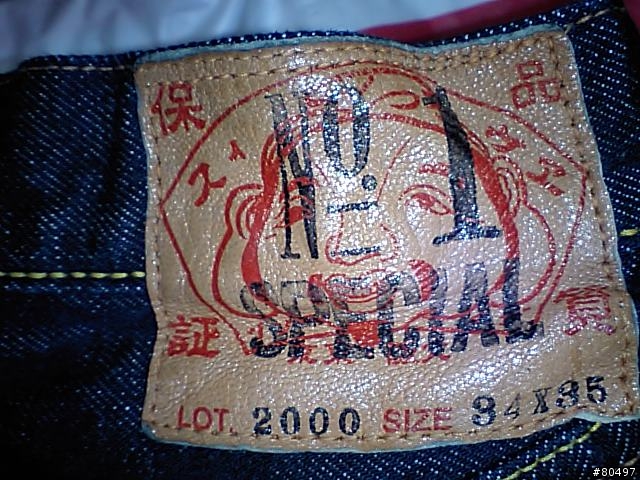 保 品
NO. 1
証 SPECIAL 質
LOT. 2000 SIZE 34X35
#80497